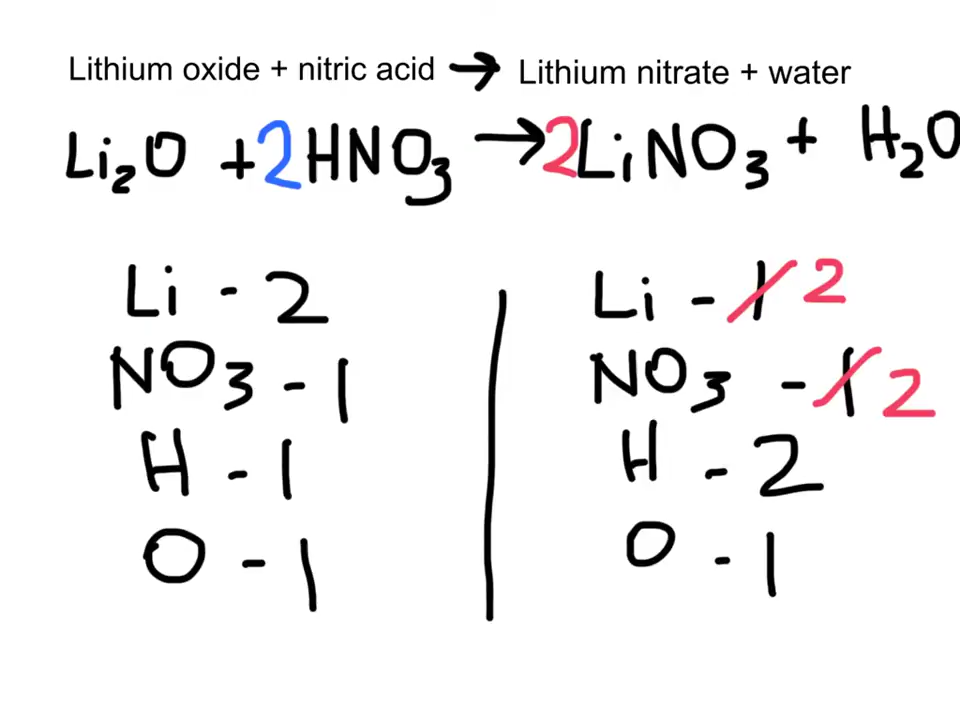 Lithium oxide + nitric acid → Lithium nitrate + water
Li₂O + 2HNO₃ → 2LiNO₃ + H₂O
Li - 2 Li - 1 2
NO₃ - 1 NO₃ - 1 2
H - 1 H - 2
O - 1 O - 1